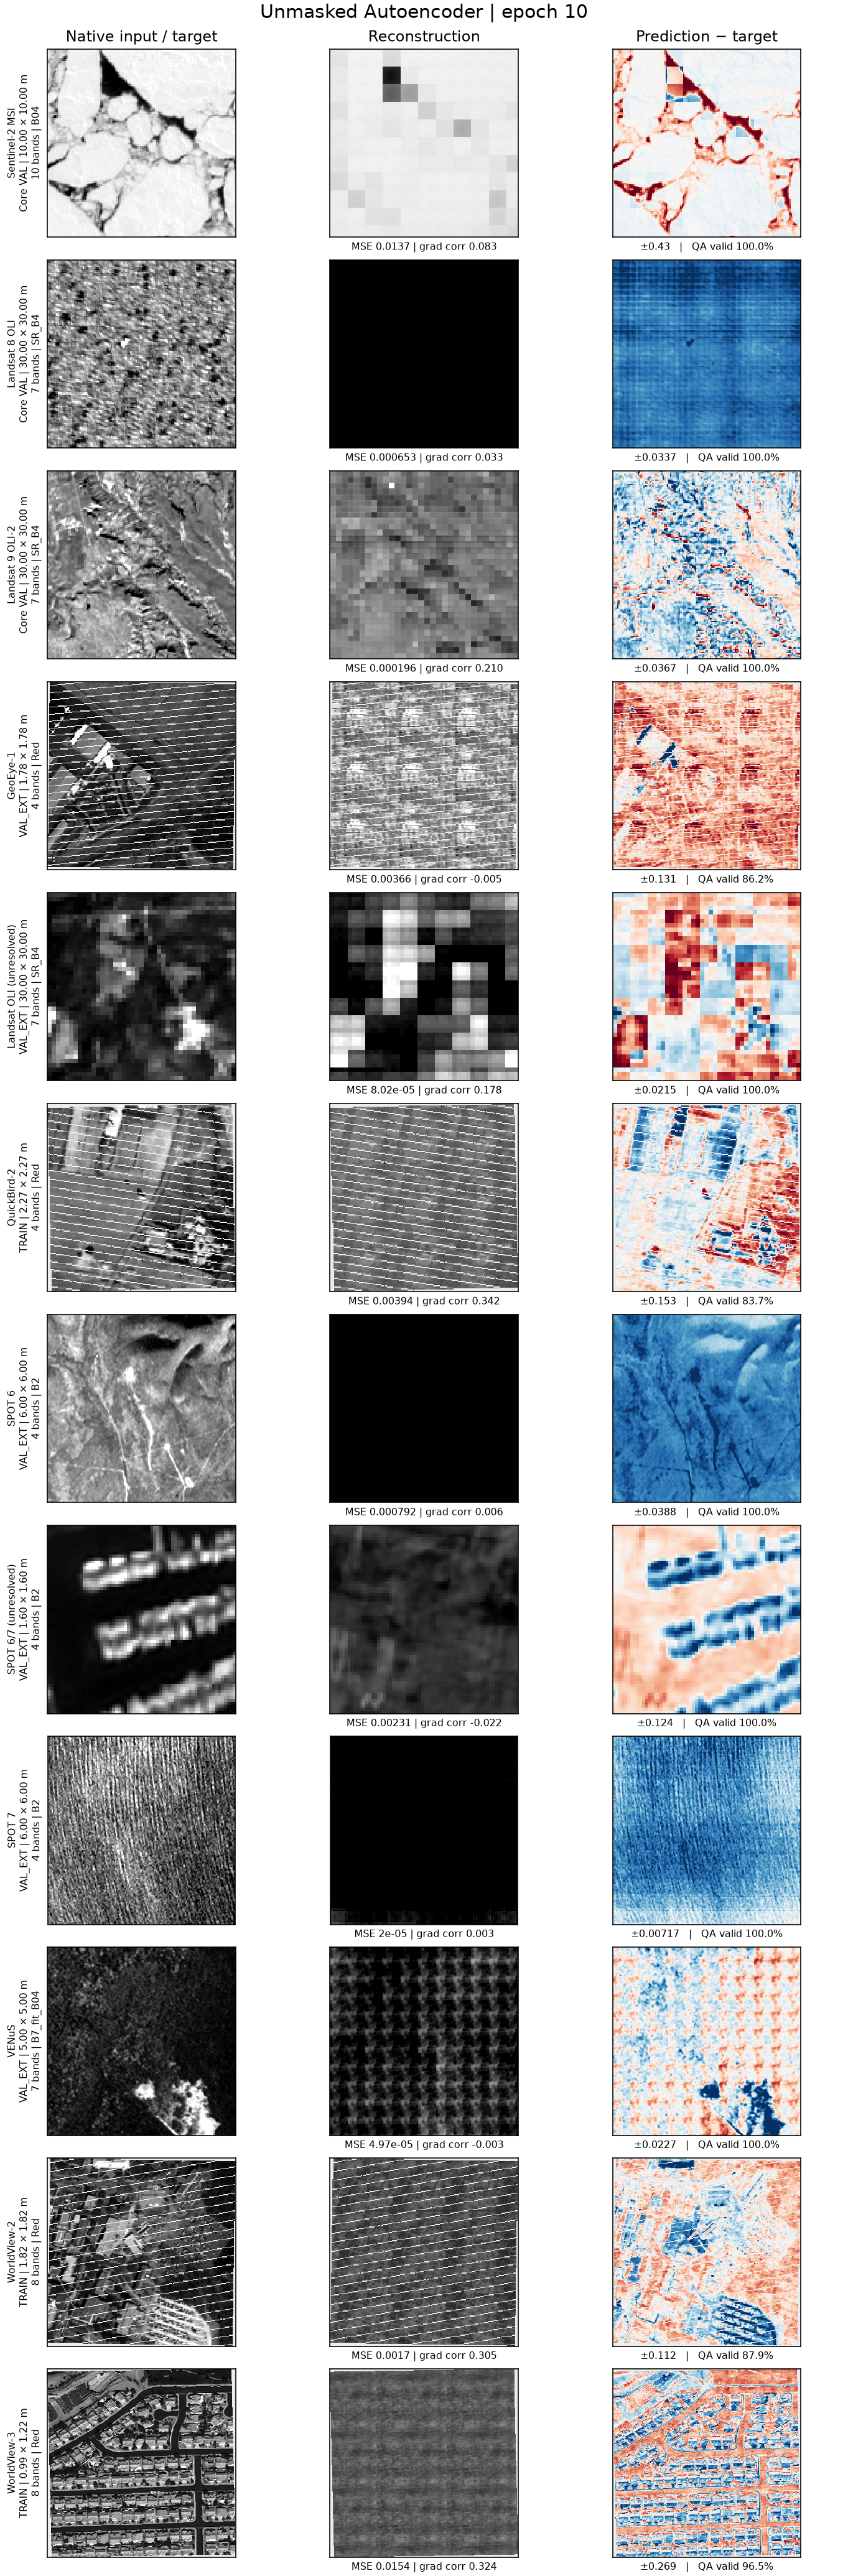 Unmasked Autoencoder | epoch 10
Native input / target
Reconstruction
Prediction − target
Sentinel-2 MSI
Core VAL | 10.00 × 10.00 m
10 bands | B04
MSE 0.0137 | grad corr 0.083
±0.43 | QA valid 100.0%
Landsat 8 OLI
Core VAL | 30.00 × 30.00 m
7 bands | SR_B4
MSE 0.000653 | grad corr 0.033
±0.0337 | QA valid 100.0%
Landsat 9 OLI-2
Core VAL | 30.00 × 30.00 m
7 bands | SR_B4
MSE 0.000196 | grad corr 0.210
±0.0367 | QA valid 100.0%
GeoEye-1
VAL_EXT | 1.78 × 1.78 m
4 bands | Red
MSE 0.00366 | grad corr -0.005
±0.131 | QA valid 86.2%
Landsat OLI (unresolved)
VAL_EXT | 30.00 × 30.00 m
7 bands | SR_B4
MSE 8.02e-05 | grad corr 0.178
±0.0215 | QA valid 100.0%
QuickBird-2
TRAIN | 2.27 × 2.27 m
4 bands | Red
MSE 0.00394 | grad corr 0.342
±0.153 | QA valid 83.7%
SPOT 6
VAL_EXT | 6.00 × 6.00 m
4 bands | B2
MSE 0.000792 | grad corr 0.006
±0.0388 | QA valid 100.0%
SPOT 6/7 (unresolved)
VAL_EXT | 1.60 × 1.60 m
4 bands | B2
MSE 0.00231 | grad corr -0.022
±0.124 | QA valid 100.0%
SPOT 7
VAL_EXT | 6.00 × 6.00 m
4 bands | B2
MSE 2e-05 | grad corr 0.003
±0.00717 | QA valid 100.0%
VENuS
VAL_EXT | 5.00 × 5.00 m
7 bands | B7_fit_B04
MSE 4.97e-05 | grad corr -0.003
±0.0227 | QA valid 100.0%
WorldView-2
TRAIN | 1.82 × 1.82 m
8 bands | Red
MSE 0.0017 | grad corr 0.305
±0.112 | QA valid 87.9%
WorldView-3
TRAIN | 0.99 × 1.22 m
8 bands | Red
MSE 0.0154 | grad corr 0.324
±0.269 | QA valid 96.5%